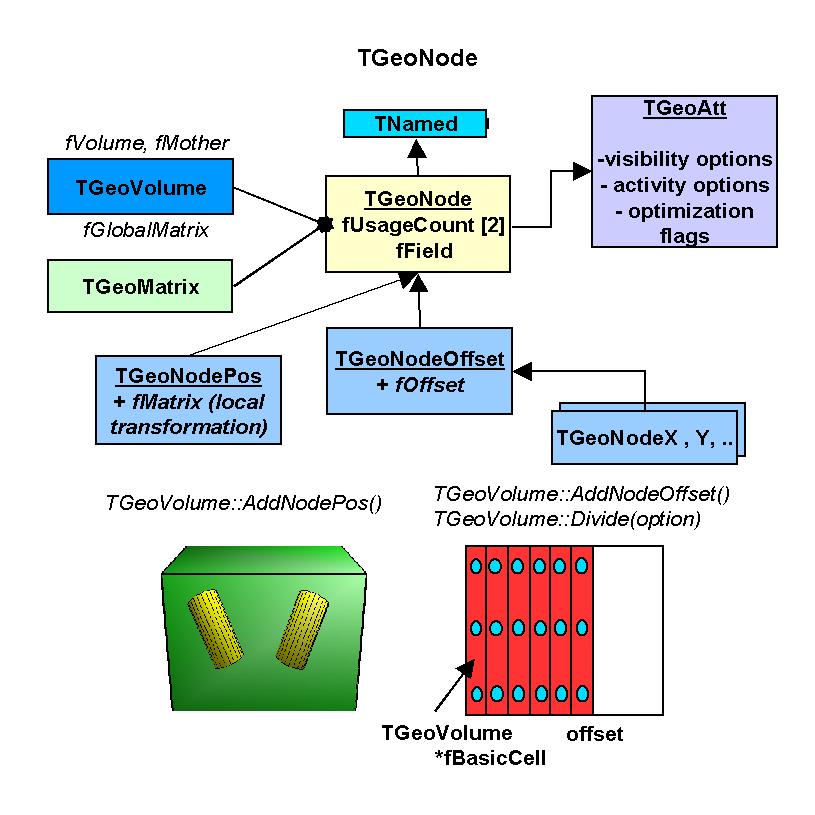 TGeoNode
TNamed
TGeoAtt
-visibility options
- activity options
- optimization
flags
fVolume, fMother
TGeoVolume
fGlobalMatrix
TGeoMatrix
TGeoNode
fUsageCount [2]
fField
TGeoNodePos
+ fMatrix (local
transformation)
TGeoNodeOffset
+ fOffset
TGeoNodeX , Y, ..
TGeoVolume::AddNodePos()
TGeoVolume::AddNodeOffset()
TGeoVolume::Divide(option)
TGeoVolume
*fBasicCell
offset